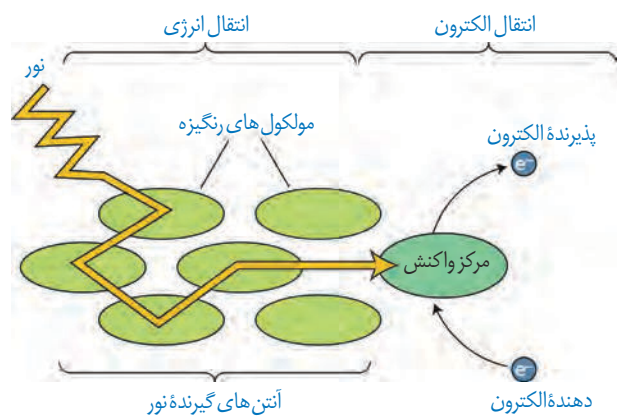 انتقال الکترون
انتقال انرژی
نور
مولکول های رنگیزه
پذیرندهٔ الکترون
e⁻
مرکز واکنش
e⁻
دهندهٔ الکترون
آنتن های گیرندهٔ نور